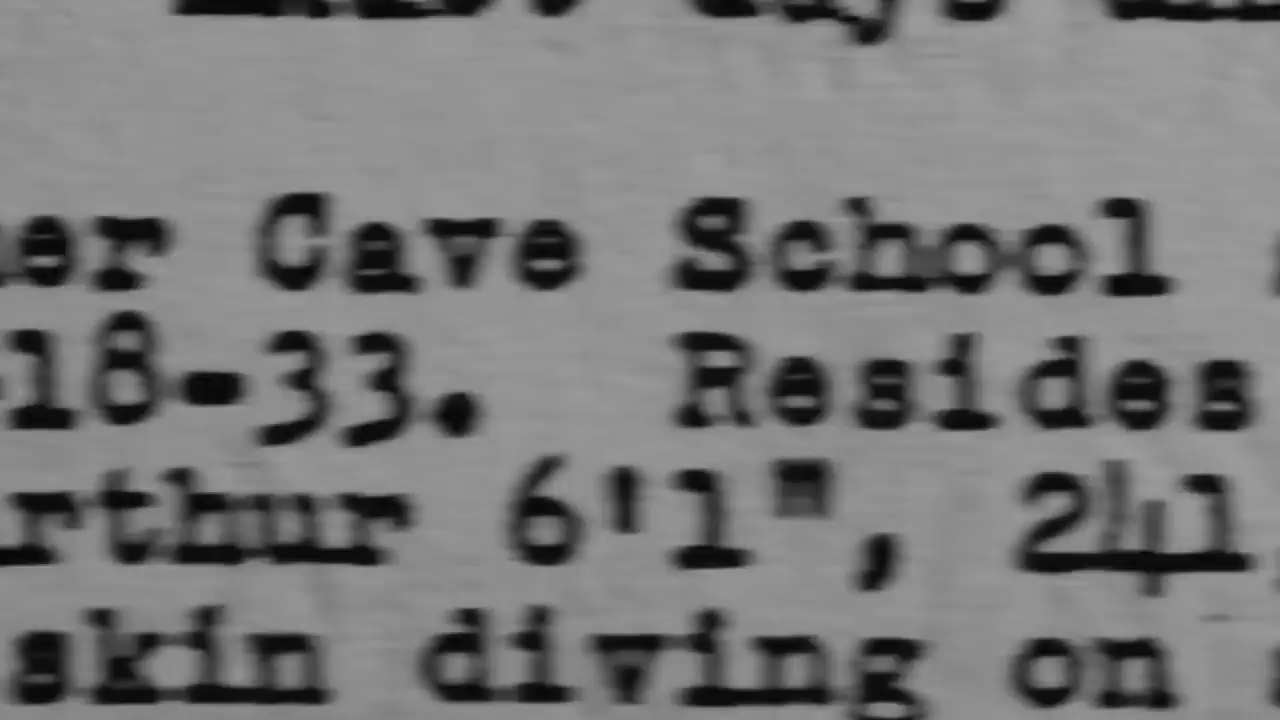 er Cave School
18-33. Resides
rthur 6'1", 241
skin diving on